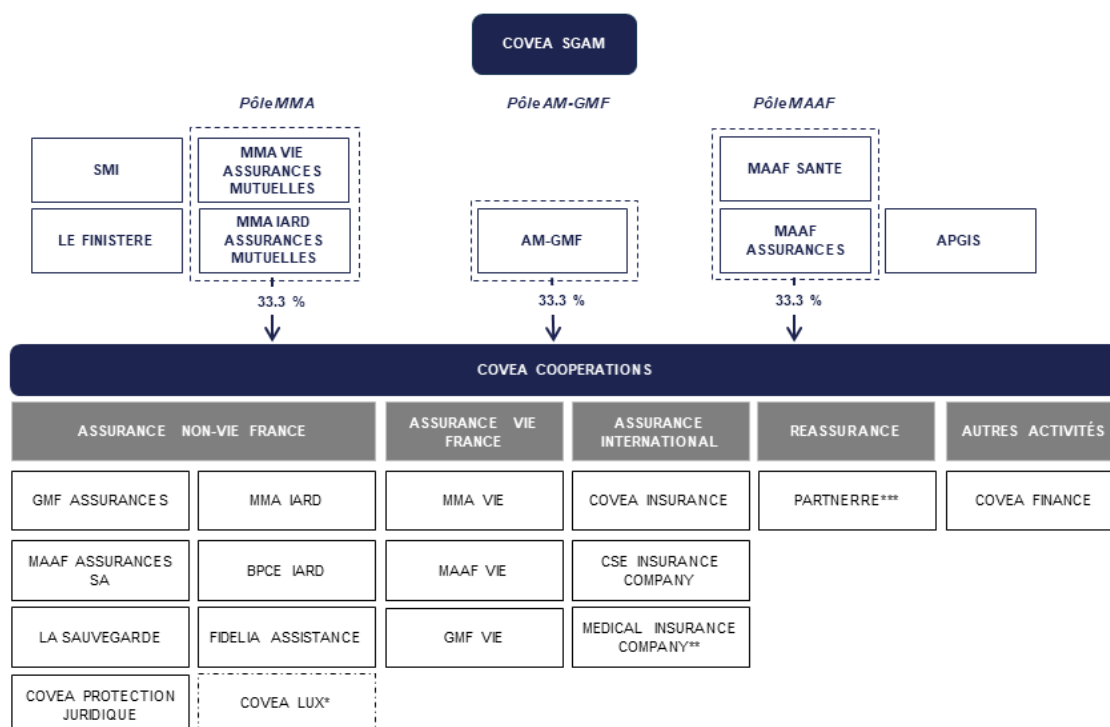 COVEA SGAM
Pôle MMA
Pôle AM-GMF
Pôle MAAF
SMI
MMA VIE
ASSURANCES
MUTUELLES
MAAF SANTE
LE FINISTERE
MMA IARD
ASSURANCES
MUTUELLES
AM-GMF
MAAF
ASSURANCES
APGIS
33.3 %
33.3 %
33.3 %
COVEA COOPERATIONS
ASSURANCE NON-VIE FRANCE
ASSURANCE VIE
FRANCE
ASSURANCE
INTERNATIONAL
REASSURANCE
AUTRES ACTIVITÉS
GMF ASSURANCES
MMA IARD
MMA VIE
COVEA INSURANCE
PARTNERRE***
COVEA FINANCE
MAAF ASSURANCES
SA
BPCE IARD
MAAF VIE
CSE INSURANCE
COMPANY
LA SAUVEGARDE
FIDELIA ASSISTANCE
GMF VIE
MEDICAL INSURANCE
COMPANY**
COVEA PROTECTION
JURIDIQUE
COVEA LUX*